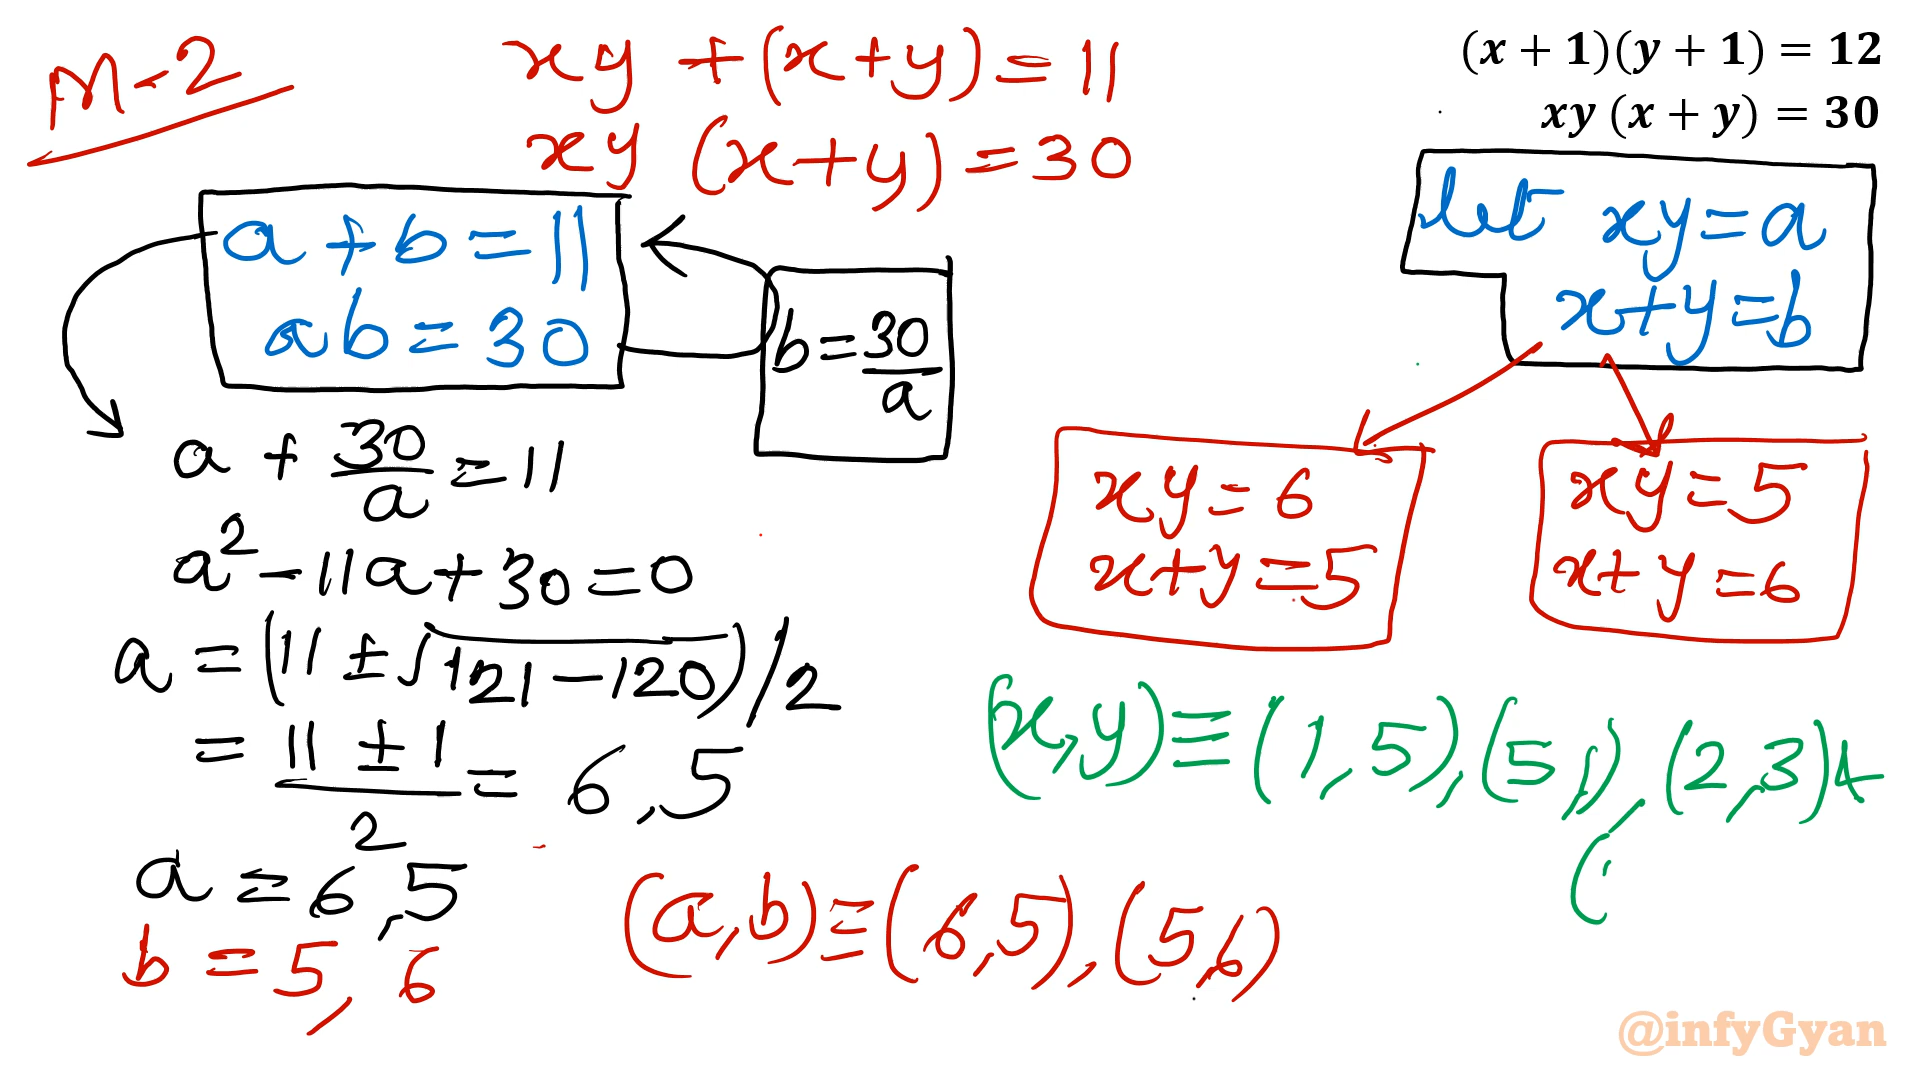 M-2
xy + (x+y) = 11
xy (x+y) = 30
(x + 1)(y + 1) = 12
xy (x + y) = 30
let xy = a
x+y = b
a + b = 11
ab = 30
b = 30/a
a + 30/a = 11
a² - 11a + 30 = 0
a = (11 ± √121-120)/2
= 11 ± 1 / 2 = 6, 5
a = 6, 5
b = 5, 6
(a, b) ≡ (6, 5), (5, 6)
xy = 6
x+y = 5
xy = 5
x+y = 6
(x, y) ≡ (1, 5), (5, 1), (2, 3) &
(
@infyGyan